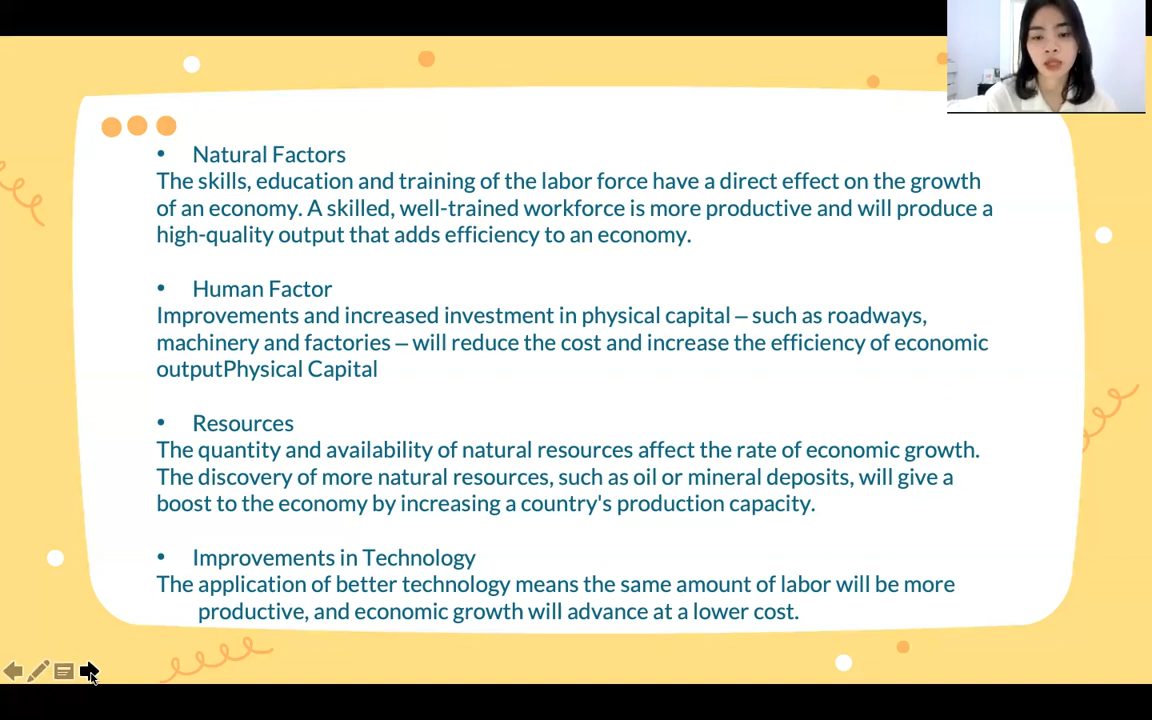 • Natural Factors
The skills, education and training of the labor force have a direct effect on the growth
of an economy. A skilled, well-trained workforce is more productive and will produce a
high-quality output that adds efficiency to an economy.
• Human Factor
Improvements and increased investment in physical capital – such as roadways,
machinery and factories – will reduce the cost and increase the efficiency of economic
outputPhysical Capital
• Resources
The quantity and availability of natural resources affect the rate of economic growth.
The discovery of more natural resources, such as oil or mineral deposits, will give a
boost to the economy by increasing a country's production capacity.
• Improvements in Technology
The application of better technology means the same amount of labor will be more
productive, and economic growth will advance at a lower cost.